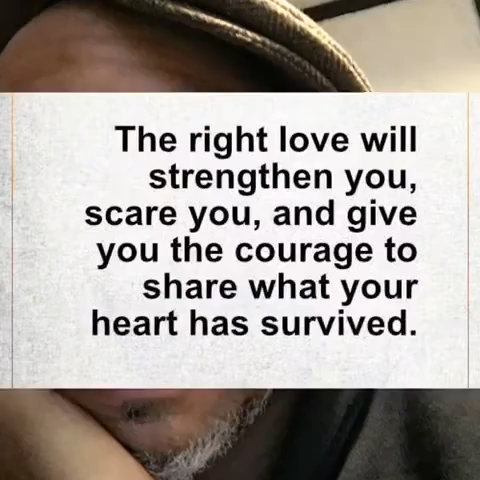 The right love will
strengthen you,
scare you, and give
you the courage to
share what your
heart has survived.